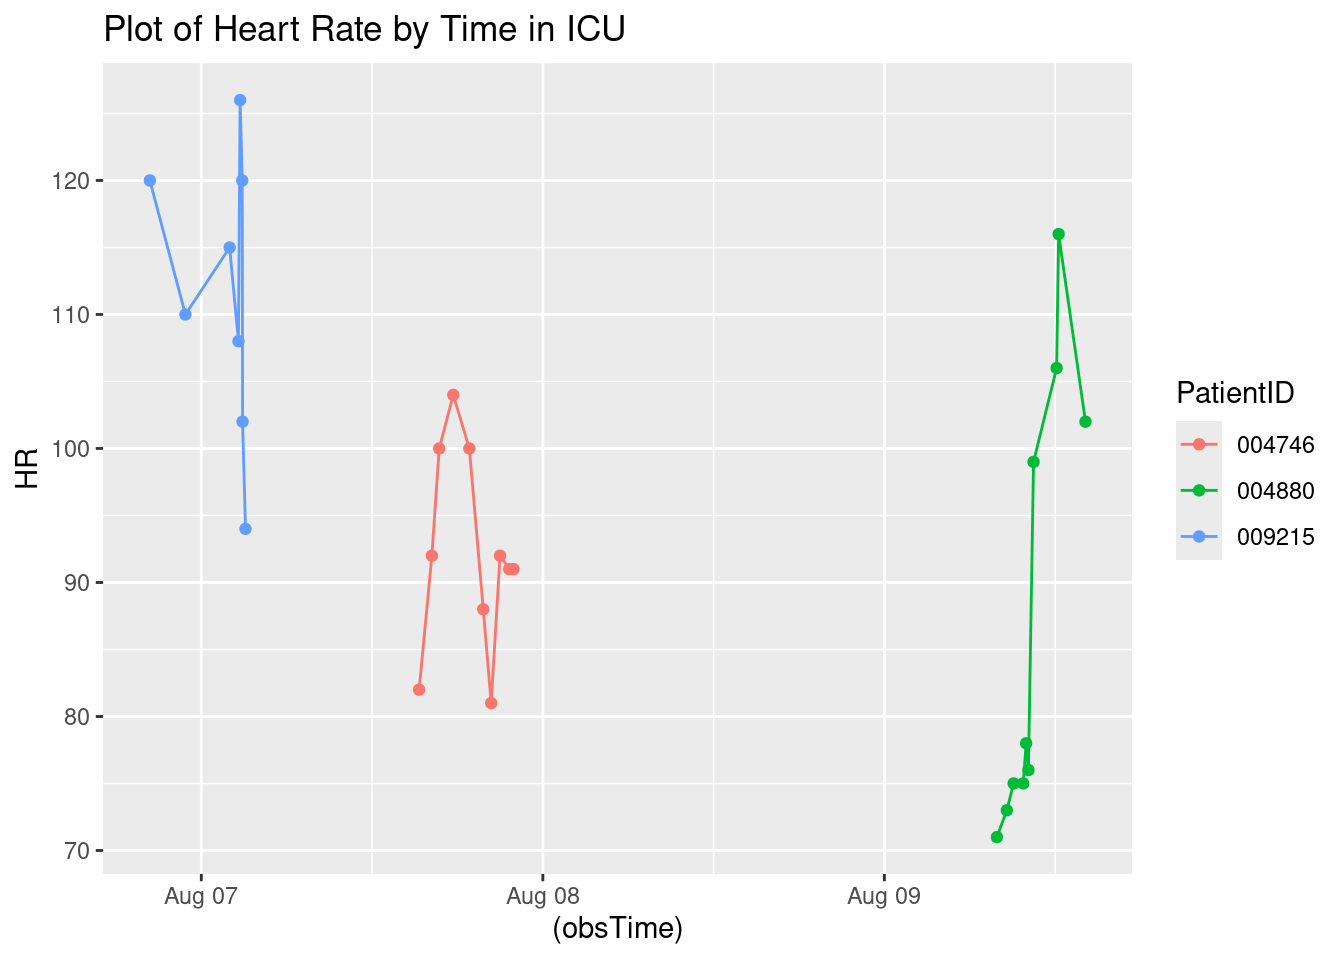 Plot of Heart Rate by Time in ICU
HR
120
110
100
90
80
70
Aug 07
Aug 08
Aug 09
(obsTime)
PatientID
004746
004880
009215